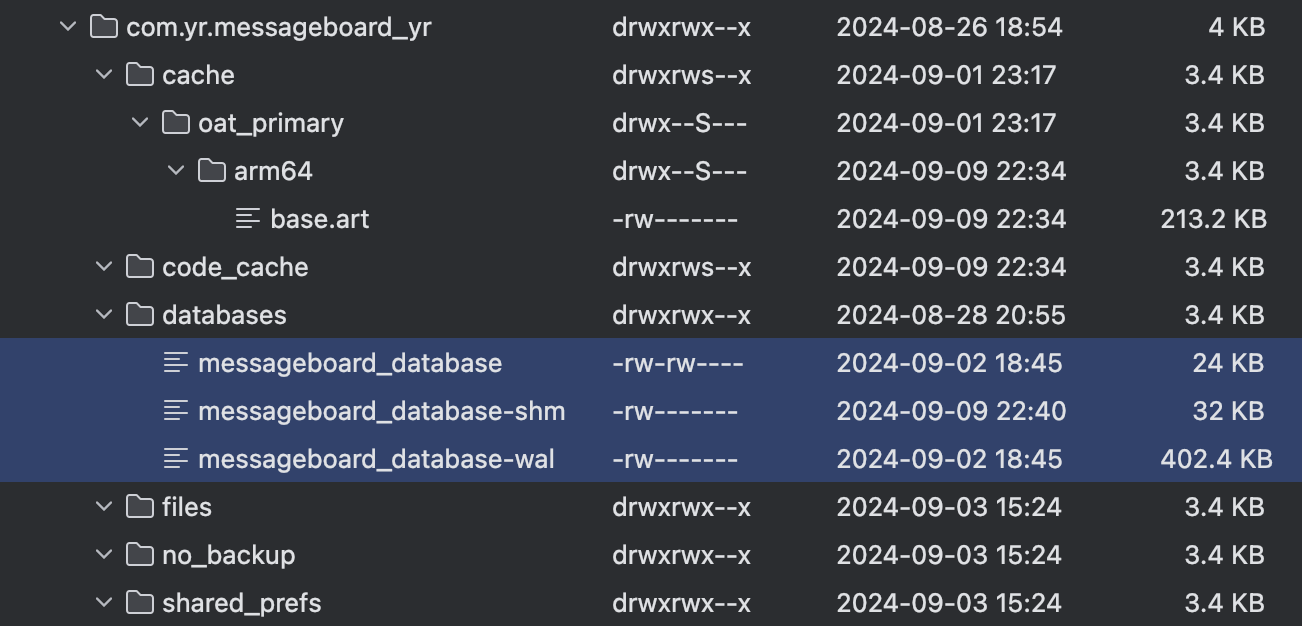 com.yr.messageboard_yr drwxrwx--x 2024-08-26 18:54 4 KB
cache drwxrws--x 2024-09-01 23:17 3.4 KB
oat_primary drwx--S--- 2024-09-01 23:17 3.4 KB
arm64 drwx--S--- 2024-09-09 22:34 3.4 KB
base.art -rw------- 2024-09-09 22:34 213.2 KB
code_cache drwxrws--x 2024-09-09 22:34 3.4 KB
databases drwxrwx--x 2024-08-28 20:55 3.4 KB
messageboard_database -rw-rw---- 2024-09-02 18:45 24 KB
messageboard_database-shm -rw------- 2024-09-09 22:40 32 KB
messageboard_database-wal -rw------- 2024-09-02 18:45 402.4 KB
files drwxrwx--x 2024-09-03 15:24 3.4 KB
no_backup drwxrwx--x 2024-09-03 15:24 3.4 KB
shared_prefs drwxrwx--x 2024-09-03 15:24 3.4 KB